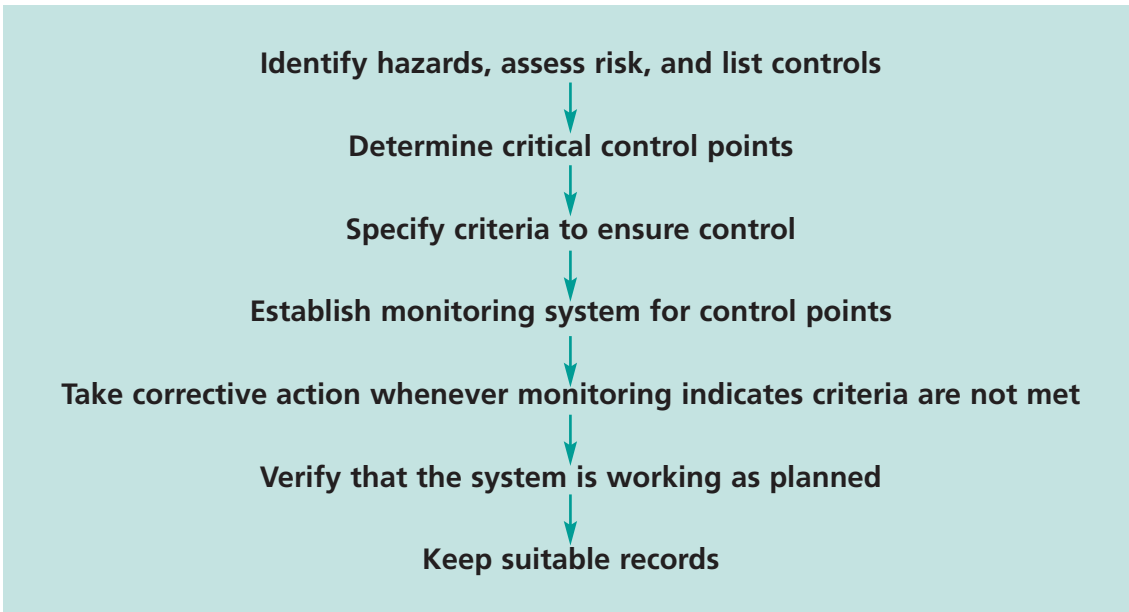 Identify hazards, assess risk, and list controls
Determine critical control points
Specify criteria to ensure control
Establish monitoring system for control points
Take corrective action whenever monitoring indicates criteria are not met
Verify that the system is working as planned
Keep suitable records